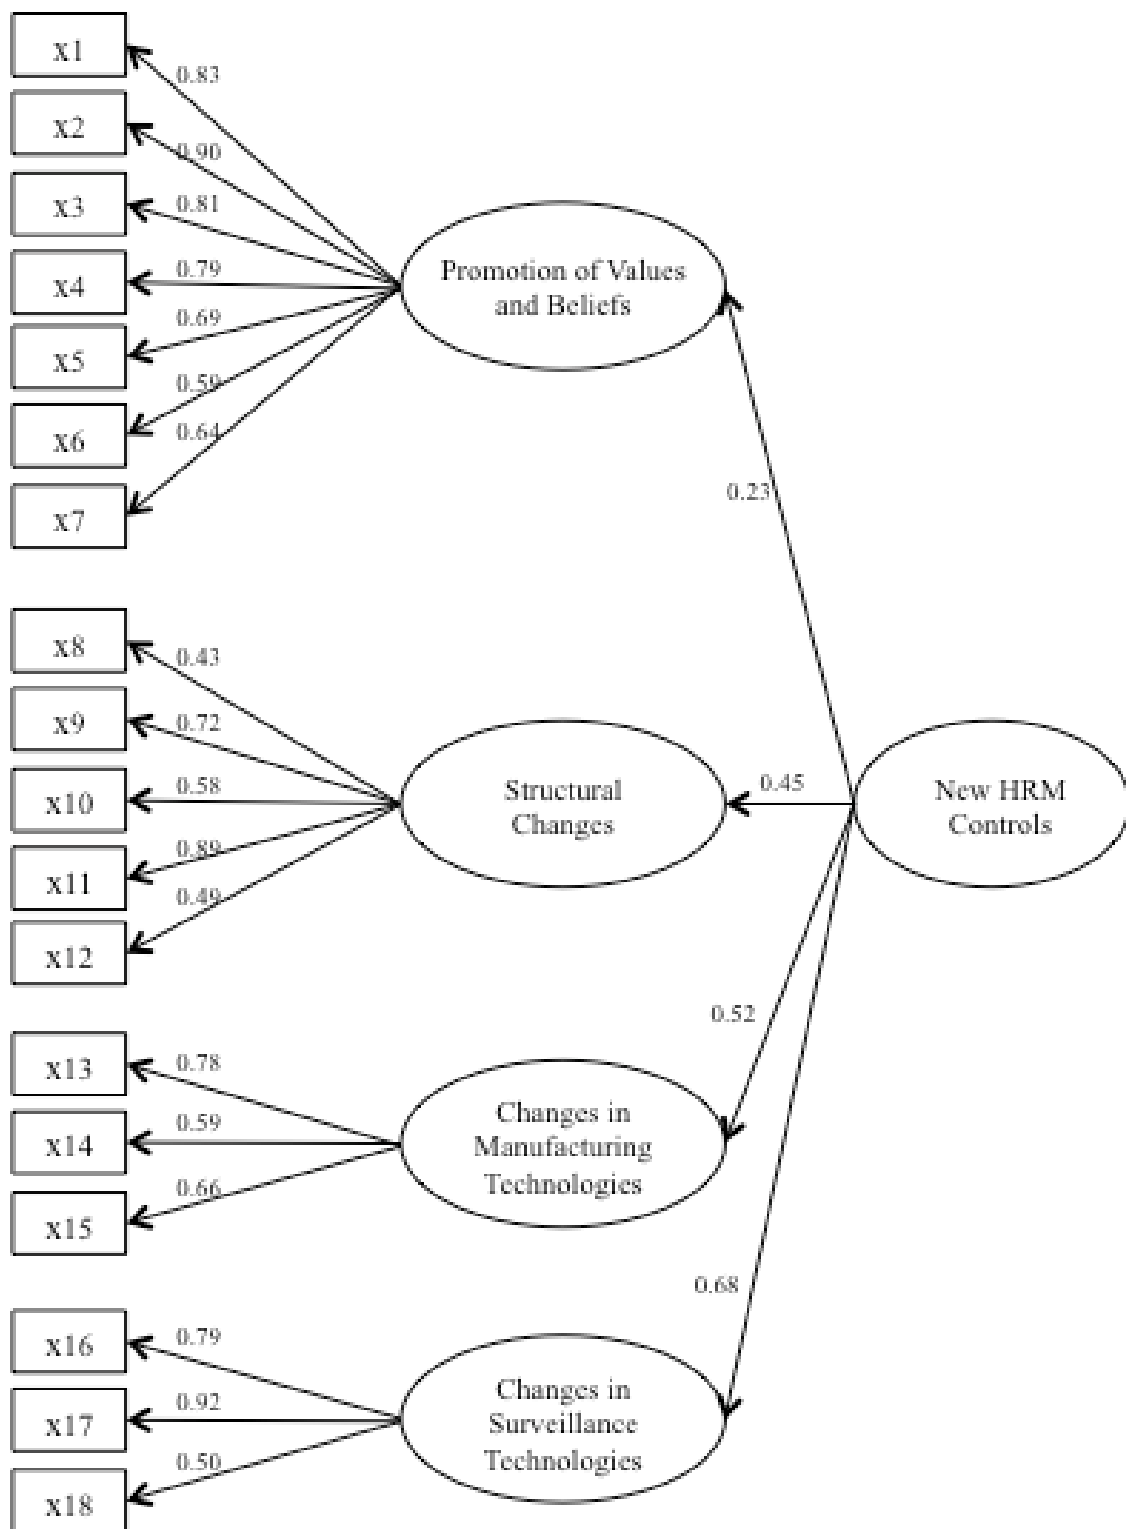 x1
0.83
x2
0.90
x3
0.81
x4
0.79
x5
0.69
x6
0.59
x7
0.64
Promotion of Values
and Beliefs
0.23
x8
0.43
x9
0.72
x10
0.58
x11
0.89
x12
0.49
Structural
Changes
0.45
New HRM
Controls
x13
0.78
x14
0.59
x15
0.66
Changes in
Manufacturing
Technologies
0.52
x16
0.79
x17
0.92
x18
0.50
Changes in
Surveillance
Technologies
0.68